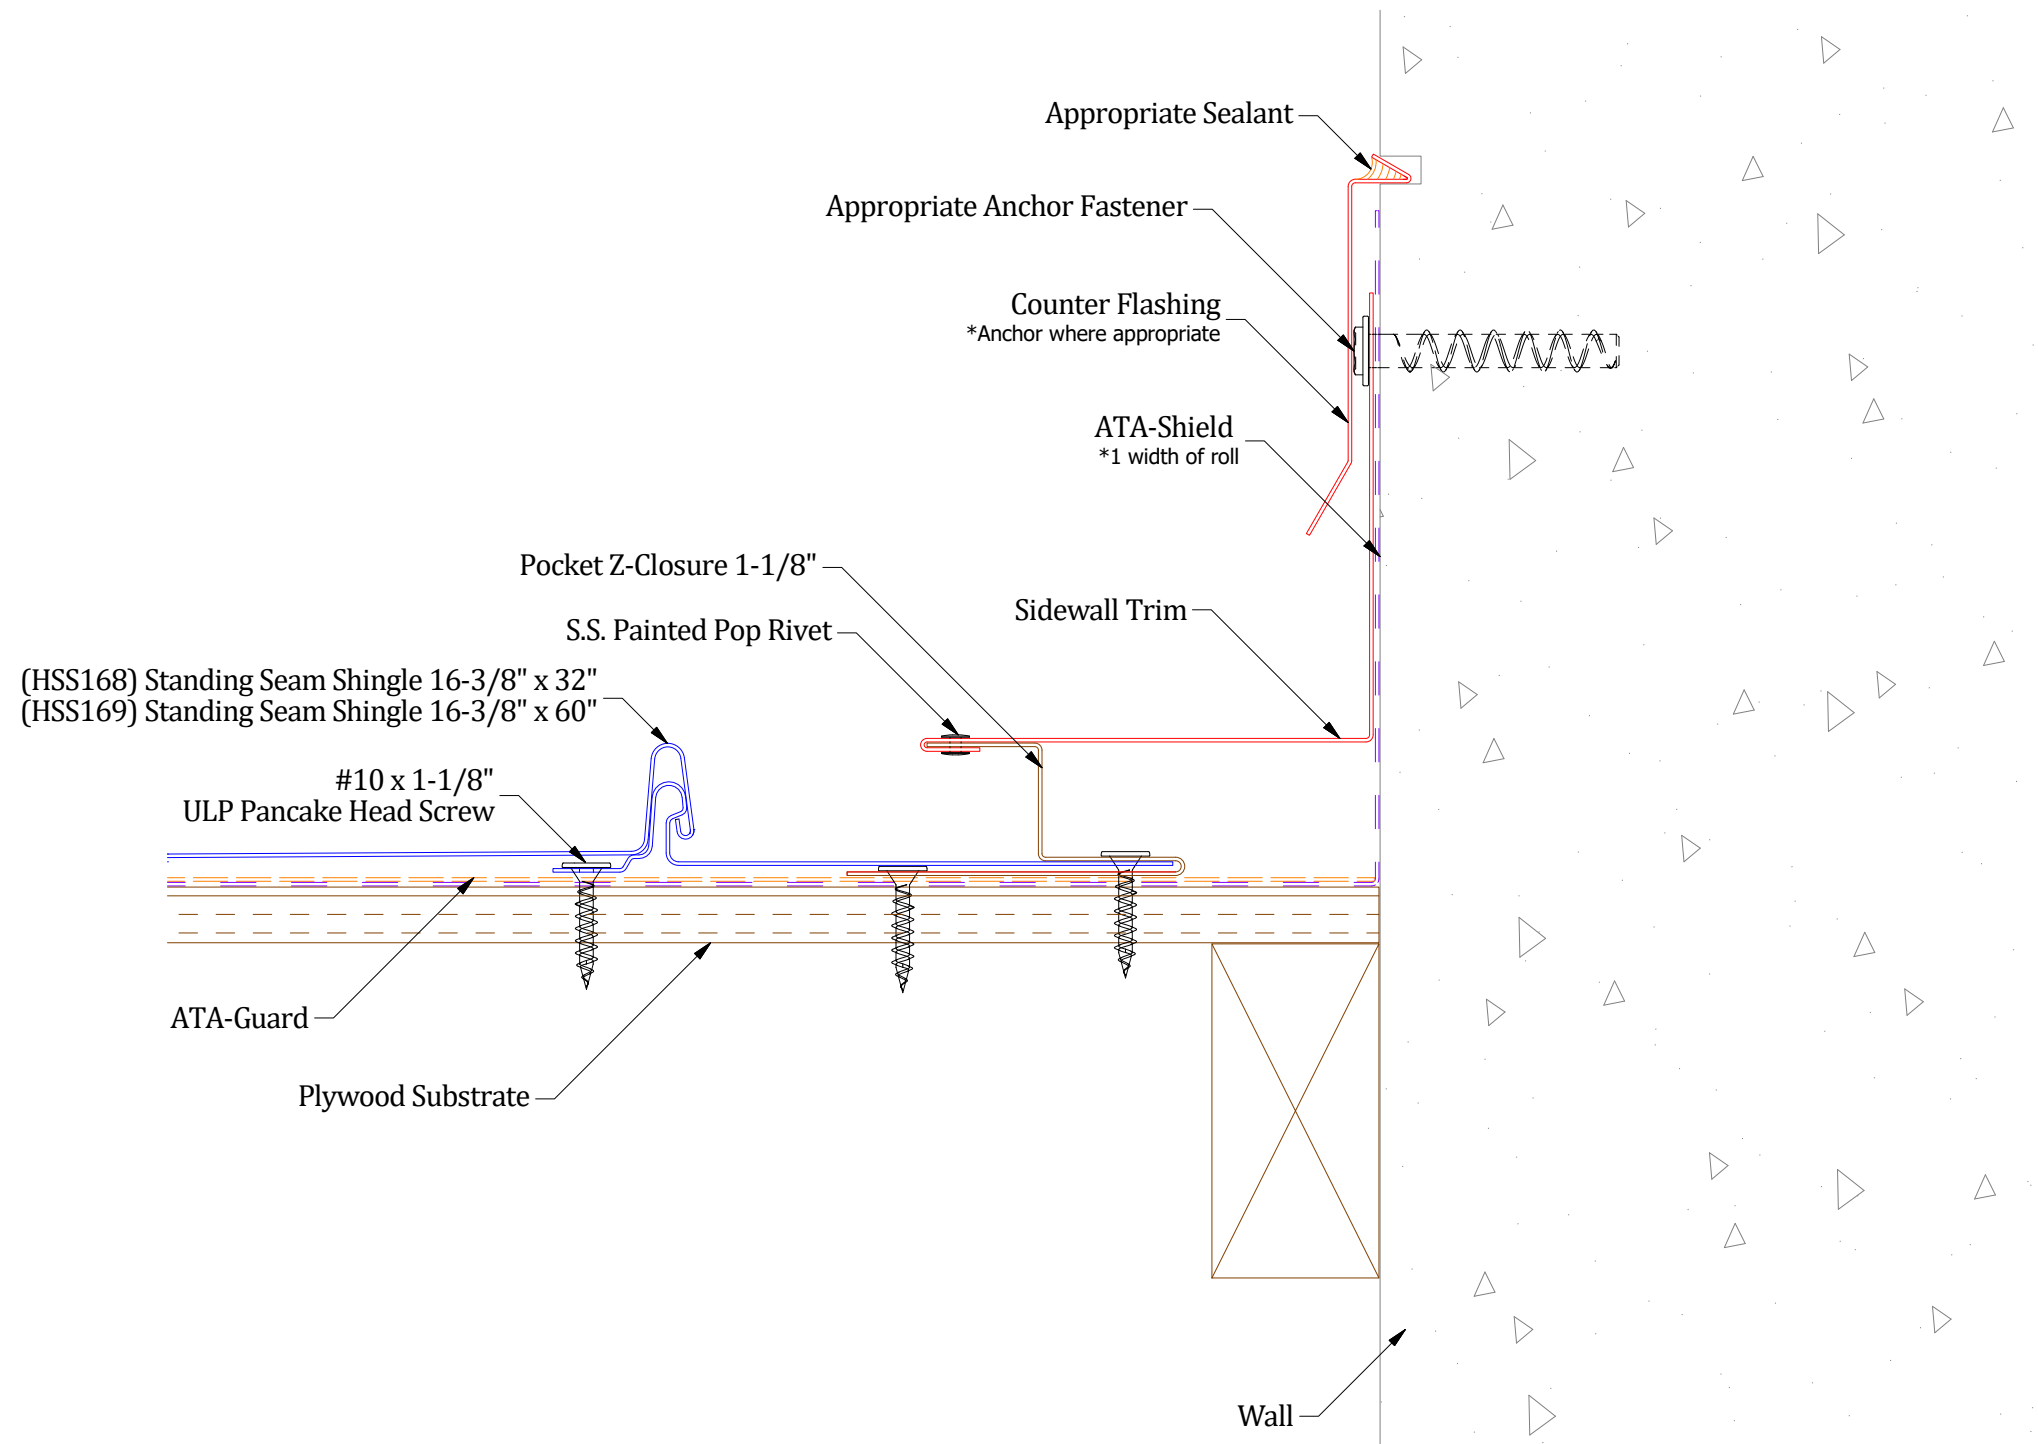 Appropriate Sealant
Appropriate Anchor Fastener
Counter Flashing
*Anchor where appropriate
ATA-Shield
*1 width of roll
Pocket Z-Closure 1-1/8"
S.S. Painted Pop Rivet
Sidewall Trim
(HSS168) Standing Seam Shingle 16-3/8" x 32"
(HSS169) Standing Seam Shingle 16-3/8" x 60"
#10 x 1-1/8"
ULP Pancake Head Screw
ATA-Guard
Plywood Substrate
Wall